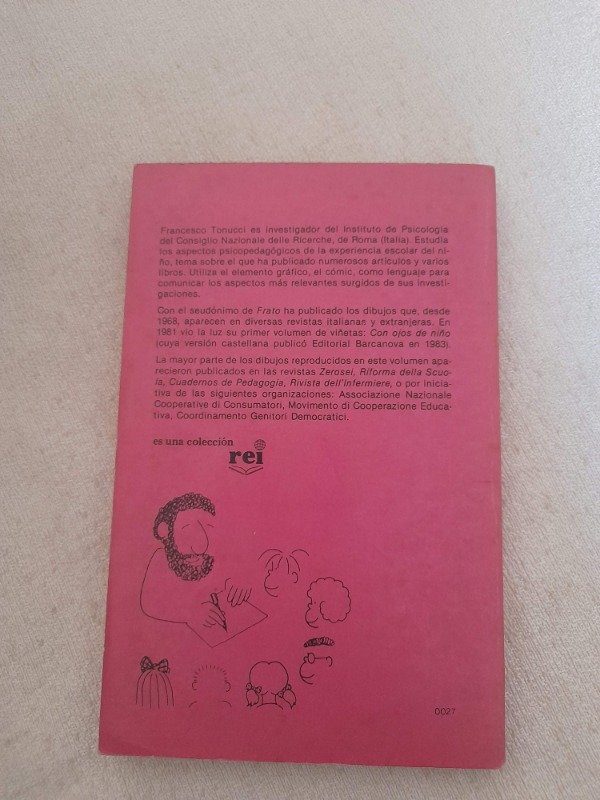 Francesco Tonucci es investigador del Instituto de Psicología
del Consiglio Nazionale delle Ricerche, de Roma (Italia). Estudia
los aspectos psicopedagógicos de la experiencia escolar del ni-
ño, tema sobre el que ha publicado numerosos artículos y varios
libros. Utiliza el elemento gráfico, el cómic, como lenguaje para
comunicar los aspectos más relevantes surgidos de sus investi-
gaciones.
Con el seudónimo de Frato ha publicado los dibujos que, desde
1968, aparecen en diversas revistas italianas y extranjeras. En
1981 vio la luz su primer volumen de viñetas: Con ojos de niño
(cuya versión castellana publicó Editorial Barcanova en 1983).
La mayor parte de los dibujos reproducidos en este volumen apa-
recieron publicados en las revistas Zerosei, Riforma della Scuo-
la, Cuadernos de Pedagogía, Rivista dell'Infermiere, o por inicia-
tiva de las siguientes organizaciones: Associazione Nazionale
Cooperative di Consumatori, Movimento di Cooperazione Educa-
tiva, Coordinamento Genitori Democratici.
es una colección
rei
0027